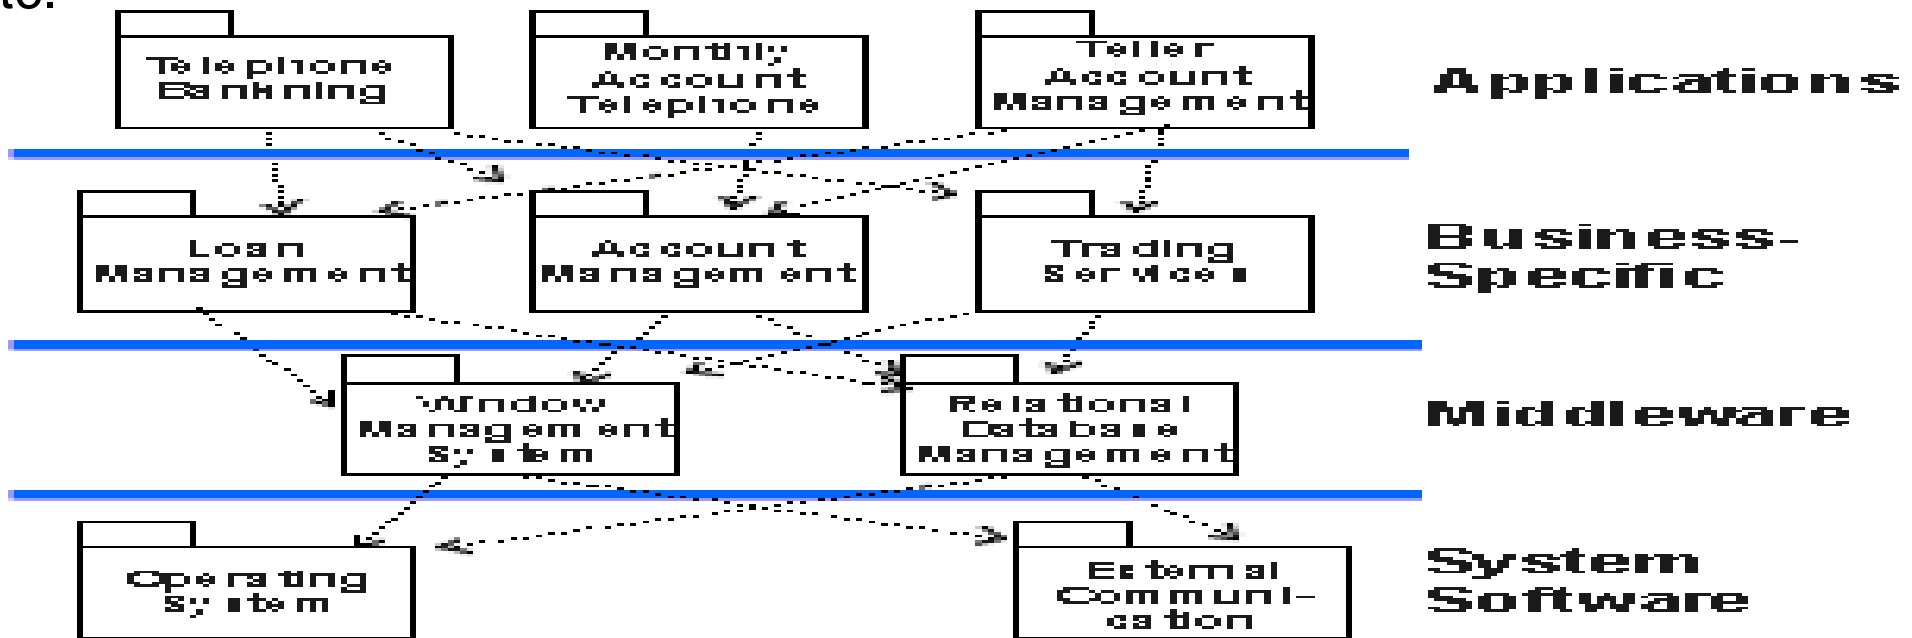 Telephone
Bankning
Monthly
Account
Telephone
Teller
Account
Management
Applications
Loan
Management
Account
Management
Trading
Services
Business-
Specific
Window
Management
System
Relational
Database
Management
Middleware
Operating
System
External
Communi-
cation
System
Software